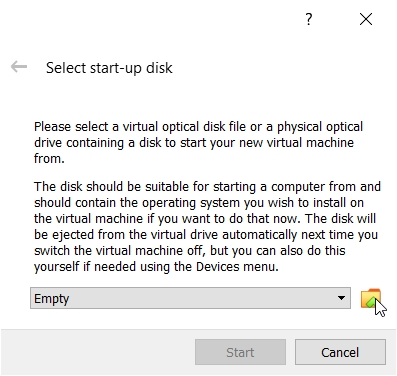 ?
Select start-up disk
Please select a virtual optical disk file or a physical optical
drive containing a disk to start your new virtual machine
from.
The disk should be suitable for starting a computer from and
should contain the operating system you wish to install on
the virtual machine if you want to do that now. The disk will
be ejected from the virtual drive automatically next time you
switch the virtual machine off, but you can also do this
yourself if needed using the Devices menu.
Empty
Start
Cancel